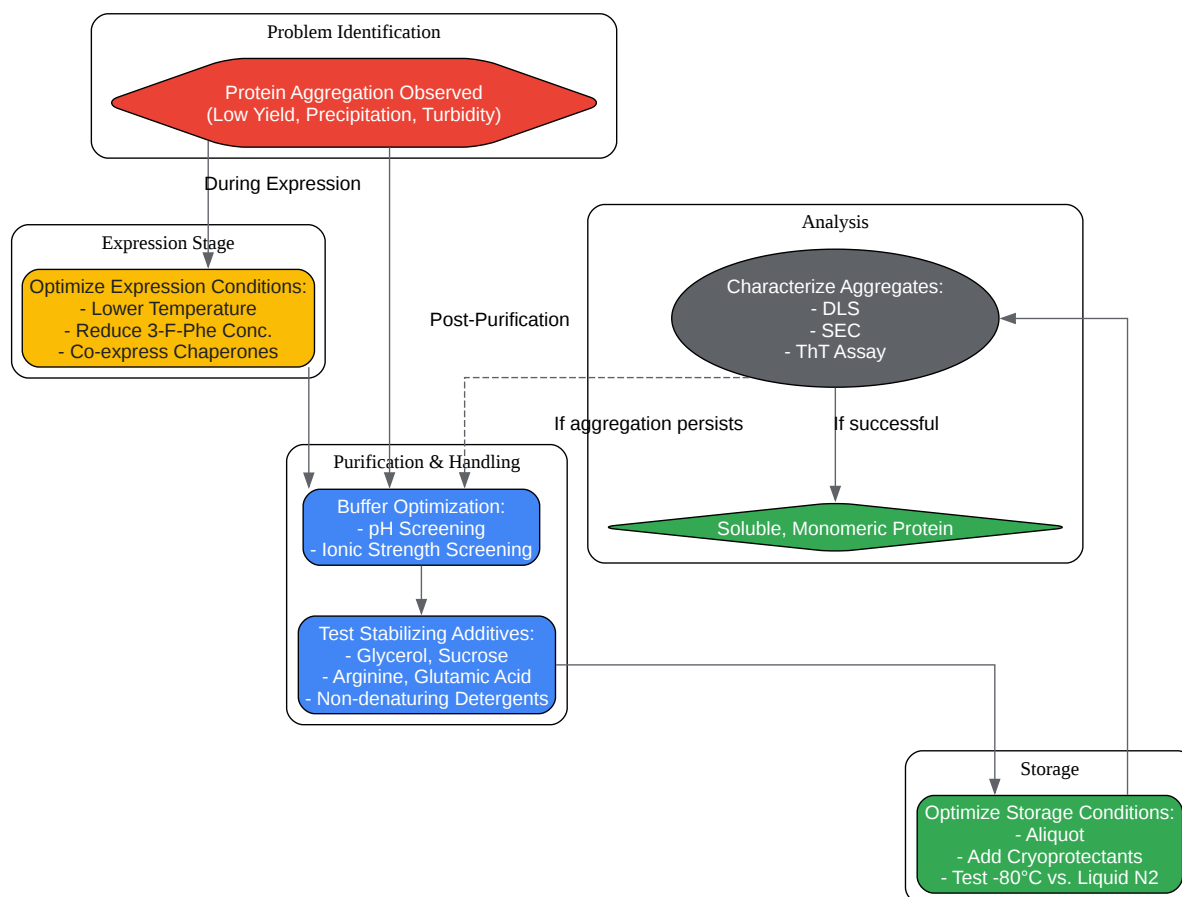 Problem Identification
Protein Aggregation Observed
(Low Yield, Precipitation, Turbidity)
During Expression
Expression Stage
Optimize Expression Conditions:
- Lower Temperature
- Reduce 3-F-Phe Conc.
- Co-express Chaperones
Analysis
Characterize Aggregates:
- DLS
- SEC
- ThT Assay
Post-Purification
If aggregation persists
If successful
Purification & Handling
Buffer Optimization:
- pH Screening
- Ionic Strength Screening
Soluble, Monomeric Protein
Test Stabilizing Additives:
- Glycerol, Sucrose
- Arginine, Glutamic Acid
- Non-denaturing Detergents
Storage
Optimize Storage Conditions:
- Aliquot
- Add Cryoprotectants
- Test -80°C vs. Liquid N2